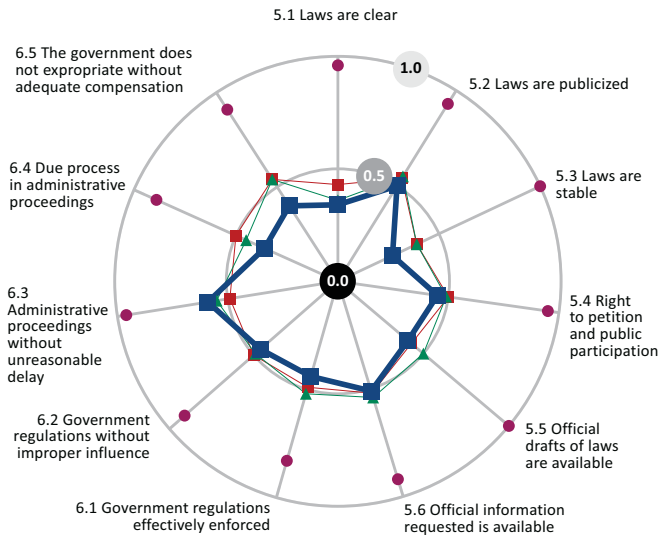 5.1 Laws are clear
1.0
5.2 Laws are publicized
0.5
5.3 Laws are
stable
0.0
5.4 Right
to petition
and public
participation
5.5 Official
drafts of laws
are available
5.6 Official information
requested is available
6.1 Government regulations
effectively enforced
6.2 Government
regulations without
improper influence
6.3
Administrative
proceedings
without
unreasonable
delay
6.4 Due process
in administrative
proceedings
6.5 The government does
not expropriate without
adequate compensation